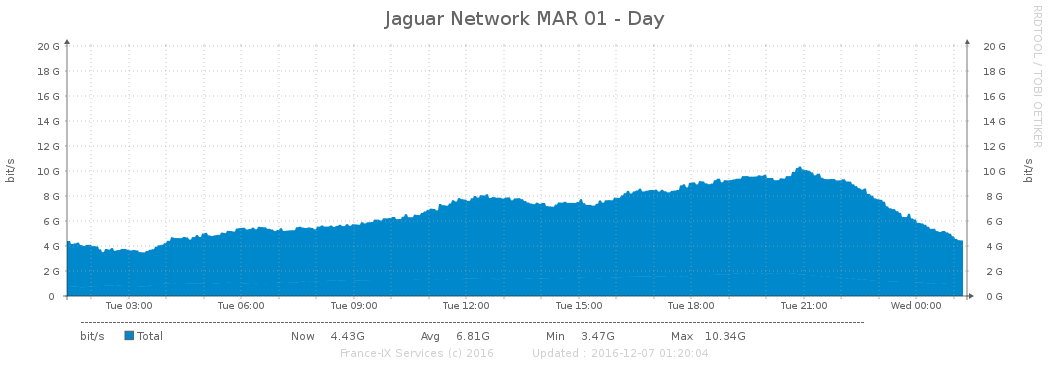 Jaguar Network MAR 01 - Day
RRDTOOL / TOBI OETIKER
bit/s
20 G 20 G
18 G 18 G
16 G 16 G
14 G 14 G
12 G 12 G
10 G 10 G
8 G 8 G
6 G 6 G
4 G 4 G
2 G 2 G
0 0 G
bit/s
Tue 03:00 Tue 06:00 Tue 09:00 Tue 12:00 Tue 15:00 Tue 18:00 Tue 21:00 Wed 00:00
bit/s Total Now 4.43G Avg 6.81G Min 3.47G Max 10.34G
France-IX Services (c) 2016 Updated : 2016-12-07 01:20:04